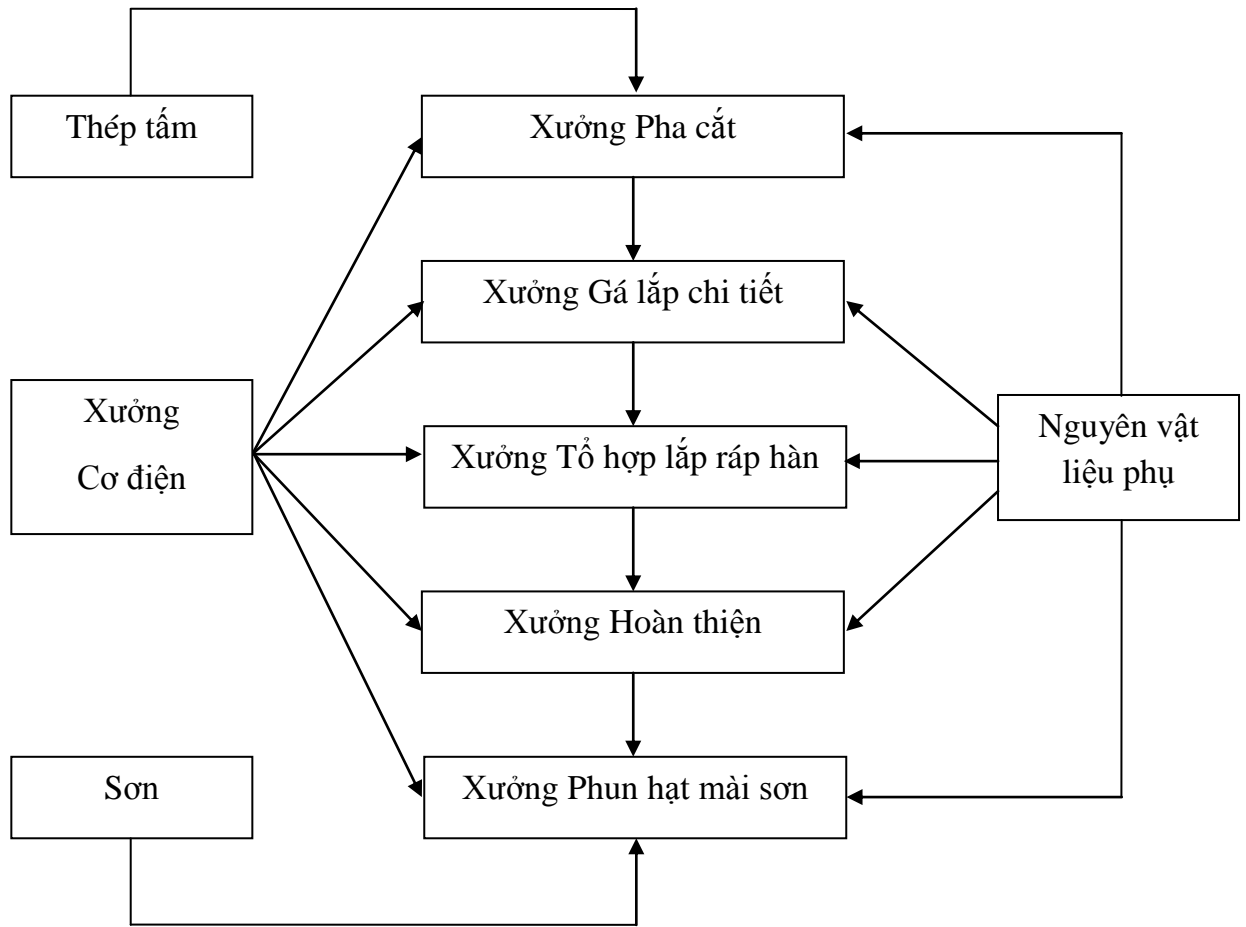 Thép tấm
Xưởng Pha cắt
Xưởng Gá lắp chi tiết
Xưởng
Cơ điện
Xưởng Tổ hợp lắp ráp hàn
Nguyên vật
liệu phụ
Xưởng Hoàn thiện
Sơn
Xưởng Phun hạt mài sơn